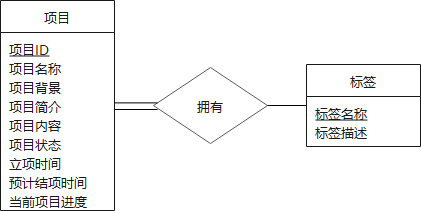 项目
项目ID
项目名称
项目背景
项目简介
项目内容
项目状态
立项时间
预计结项时间
当前项目进度
拥有
标签
标签名称
标签描述